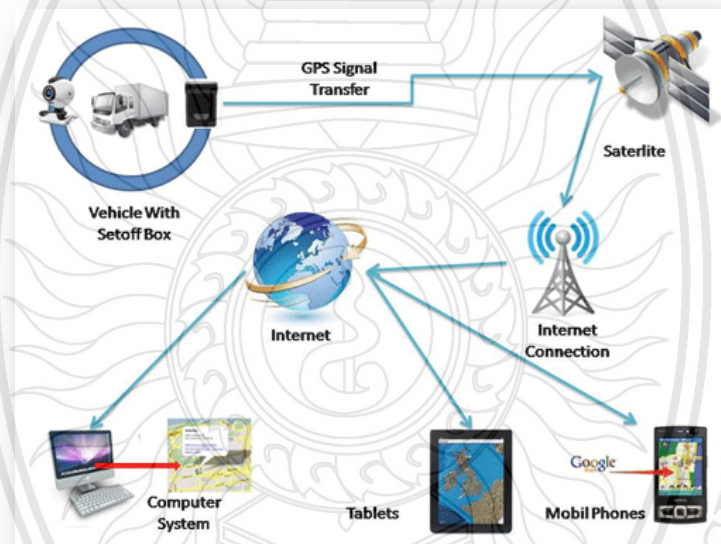 GPS Signal
Transfer
Saterlite
Vehicle With
Setoff Box
Internet
Internet
Connection
Computer
System
Tablets
Google
Mobil Phones